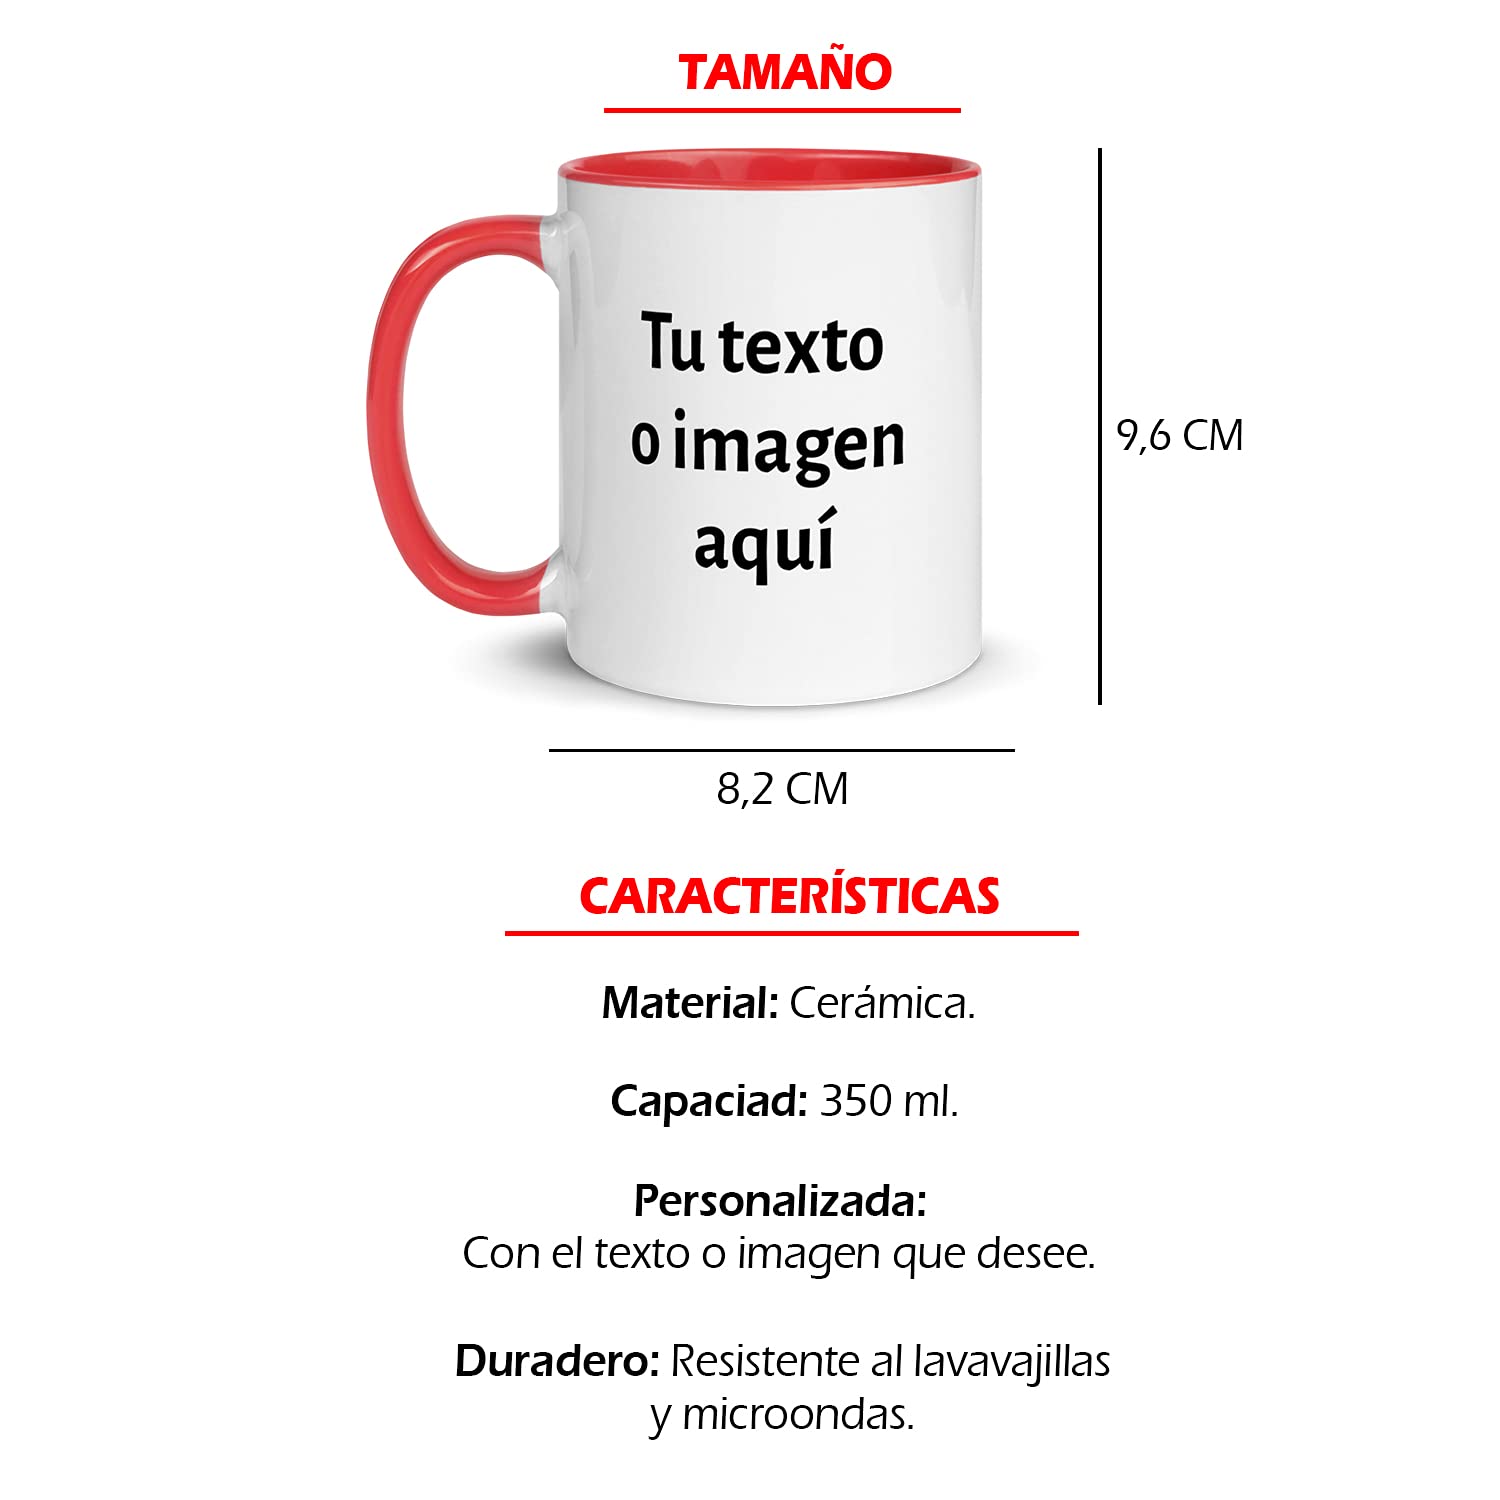 TAMAÑO
Tu texto
o imagen
aquí
9,6 CM
8,2 CM
CARACTERÍSTICAS
Material: Cerámica.
Capaciad: 350 ml.
Personalizada:
Con el texto o imagen que desee.
Duradero: Resistente al lavavajillas
y microondas.